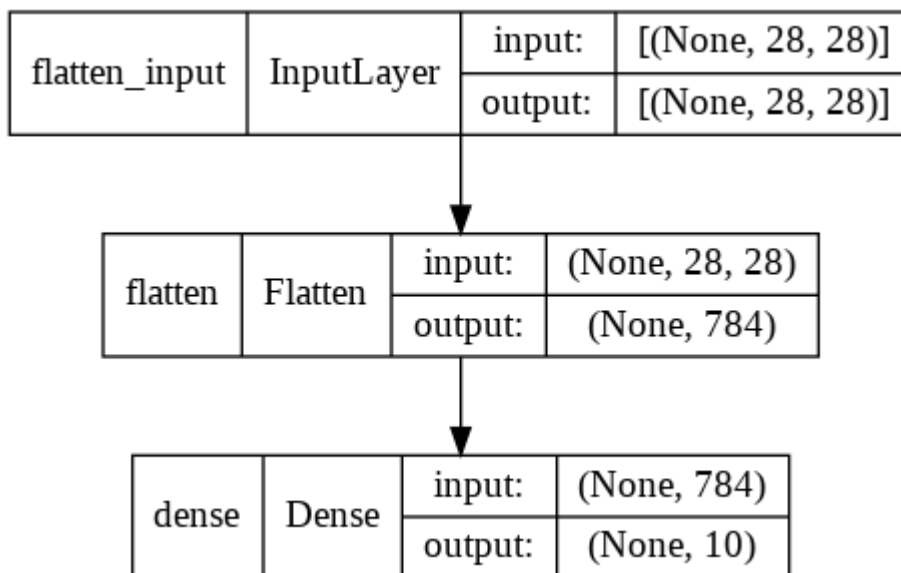 flatten_input InputLayer input: [(None, 28, 28)]
output: [(None, 28, 28)]
flatten Flatten input: (None, 28, 28)
output: (None, 784)
dense Dense input: (None, 784)
output: (None, 10)